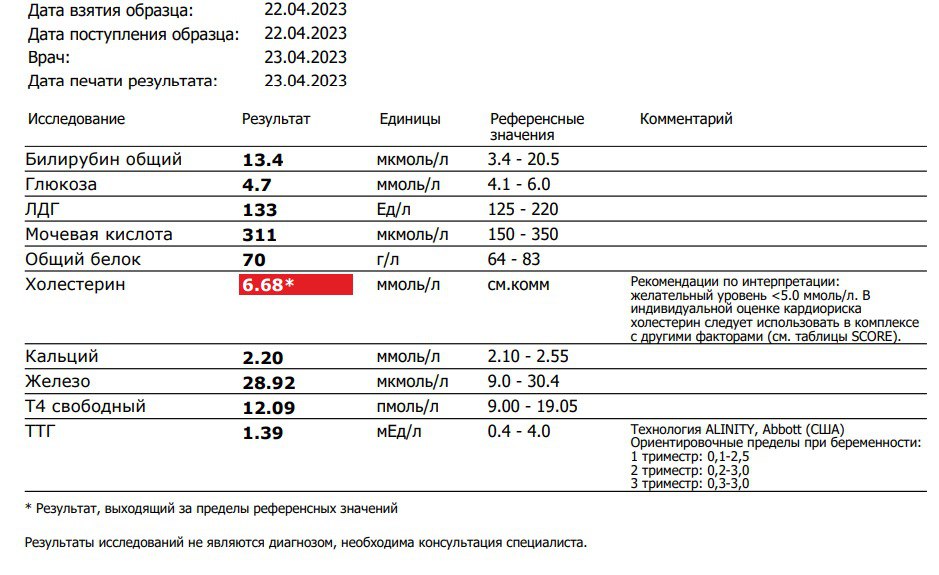 Дата взятия образца: 22.04.2023
Дата поступления образца: 22.04.2023
Врач: 23.04.2023
Дата печати результата: 23.04.2023
Исследование Результат Единицы Референсные значения Комментарий
Билирубин общий 13.4 мкмоль/л 3.4 - 20.5
Глюкоза 4.7 ммоль/л 4.1 - 6.0
ЛДГ 133 Ед/л 125 - 220
Мочевая кислота 311 мкмоль/л 150 - 350
Общий белок 70 г/л 64 - 83
Холестерин 6.68* ммоль/л см.комм Рекомендации по интерпретации:
желательный уровень <5.0 ммоль/л. В
индивидуальной оценке кардиориска
холестерин следует использовать в комплексе
с другими факторами (см. таблицы SCORE).
Кальций 2.20 ммоль/л 2.10 - 2.55
Железо 28.92 мкмоль/л 9.0 - 30.4
Т4 свободный 12.09 пмоль/л 9.00 - 19.05
ТТГ 1.39 мЕд/л 0.4 - 4.0 Технология ALINITY, Abbott (США)
Ориентировочные пределы при беременности:
1 триместр: 0,1-2,5
2 триместр: 0,2-3,0
3 триместр: 0,3-3,0
* Результат, выходящий за пределы референсных значений
Результаты исследований не являются диагнозом, необходима консультация специалиста.